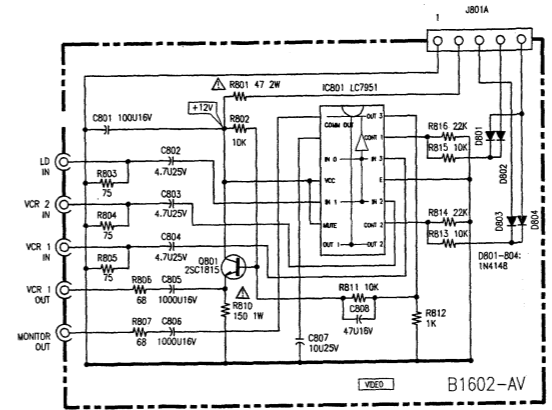 J801A
1
R801 47 2W
IC801 LC7951
+12V
C801 100U16V
R802
10K
COMM OUT
OUT 3
CONT 1
R816 22K
R815 10K
D801
D802
LD
IN
C802
4.7U25V
R803
75
IN 0
IN 3
VCC
E
VCR 2
IN
C803
4.7U25V
R804
75
IN 1
IN 2
MUTE
CONT 2
R814 22K
R813 10K
D803
D804
VCR 1
IN
C804
4.7U25V
R805
75
OUT 1
OUT 2
Q801
2SC1815
D801-804:
1N4148
VCR 1
OUT
R806
68
C805
1000U16V
R810
150 1W
R811 10K
C808
47U16V
R812
1K
MONITOR
OUT
R807
68
C806
1000U16V
C807
10U25V
VIDEO
B1602-AV